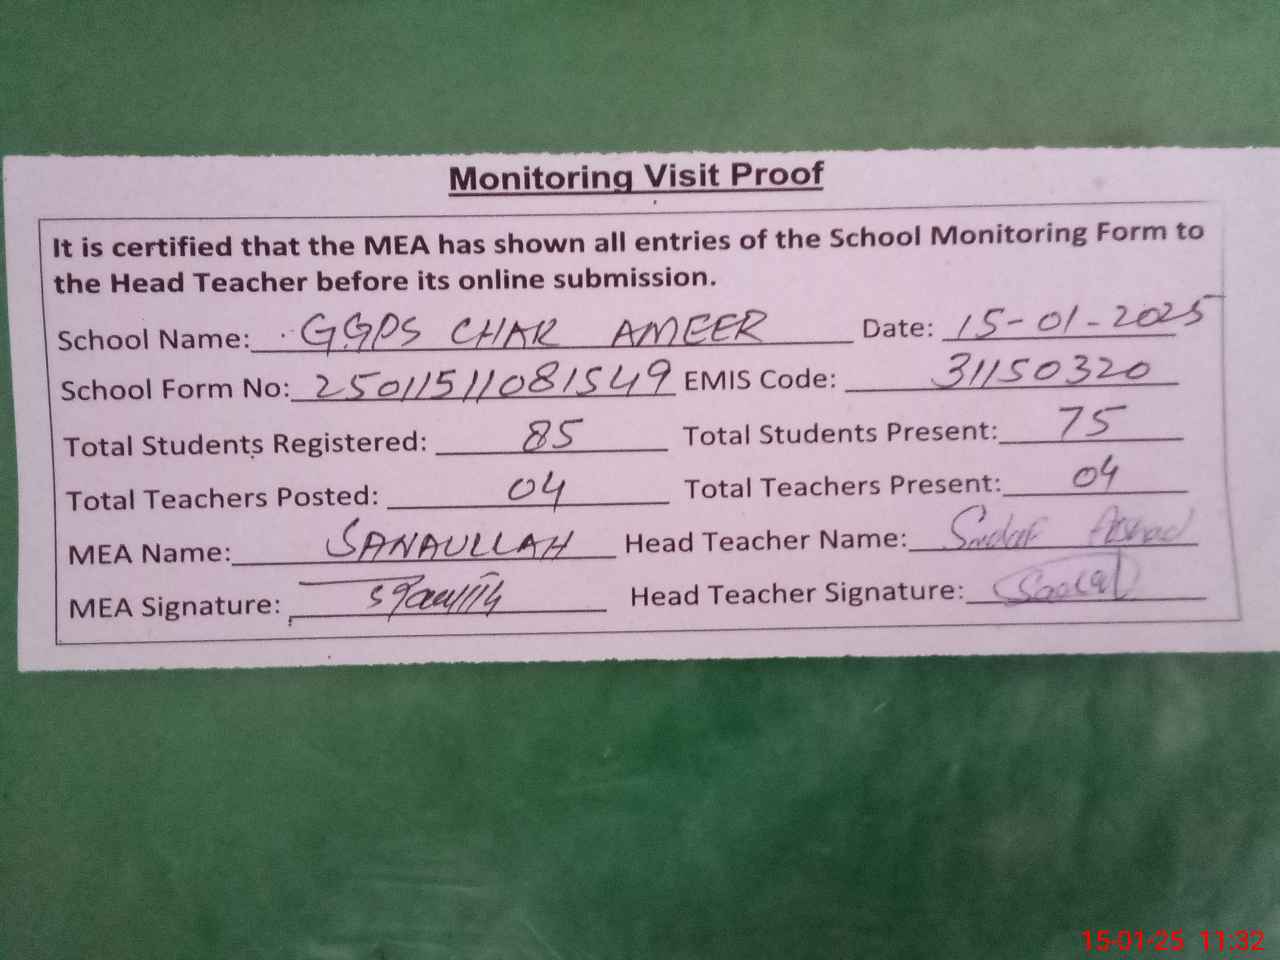 Monitoring Visit Proof
It is certified that the MEA has shown all entries of the School Monitoring Form to
the Head Teacher before its online submission.
School Name: GGPS CHAR AMEER Date: 15-01-2025
School Form No: 25011511081549 EMIS Code: 31150320
Total Students Registered: 85 Total Students Present: 75
Total Teachers Posted: 04 Total Teachers Present: 04
MEA Name: SANAULLAH Head Teacher Name: Sadaf Arshad
MEA Signature: Head Teacher Signature:
15-01-25 11:32